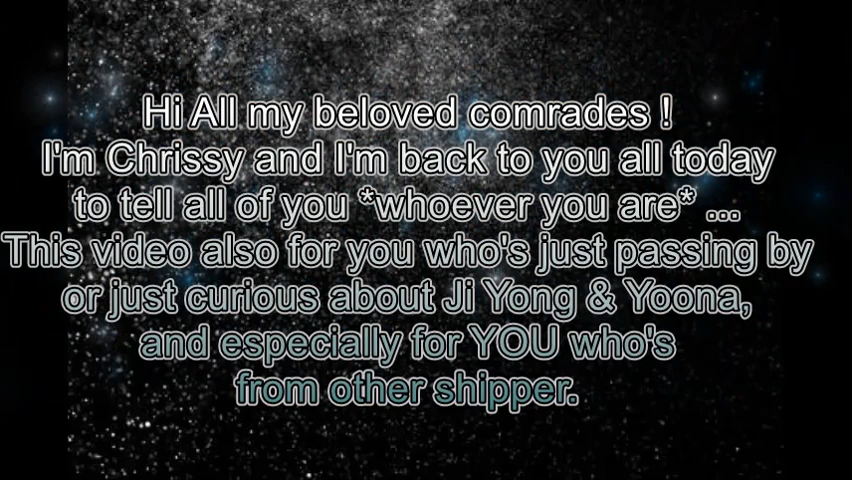 Hi All my beloved comrades !
I'm Chrissy and I'm back to you all today
to tell all of you *whoever you are* ...
This video also for you who's just passing by
or just curious about Ji Yong & Yoona,
and especially for YOU who's
from other shipper.